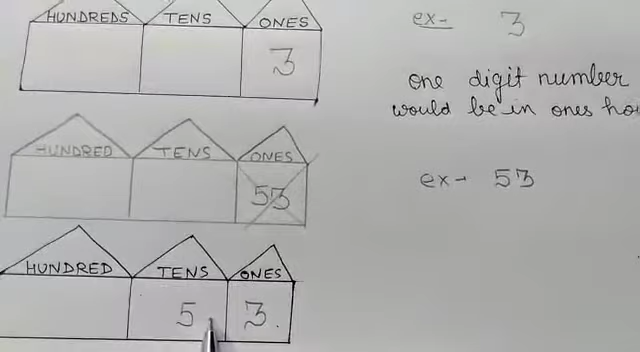 HUNDREDS TENS ONES
3
ex- 3
one digit number
would be in ones
HUNDRED TENS ONES
53
ex- 53
HUNDRED TENS ONES
5 3